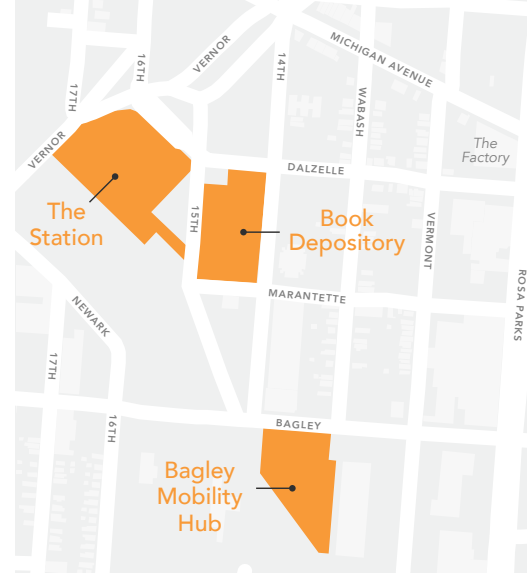 VERNOR
16TH
14TH
MICHIGAN AVENUE
17TH
WABASH
VERNOR
The
Factory
DALZELLE
The
Station
15TH
Book
Depository
VERMONT
ROSA PARKS
MARANTETTE
NEWARK
17TH
16TH
BAGLEY
Bagley
Mobility
Hub